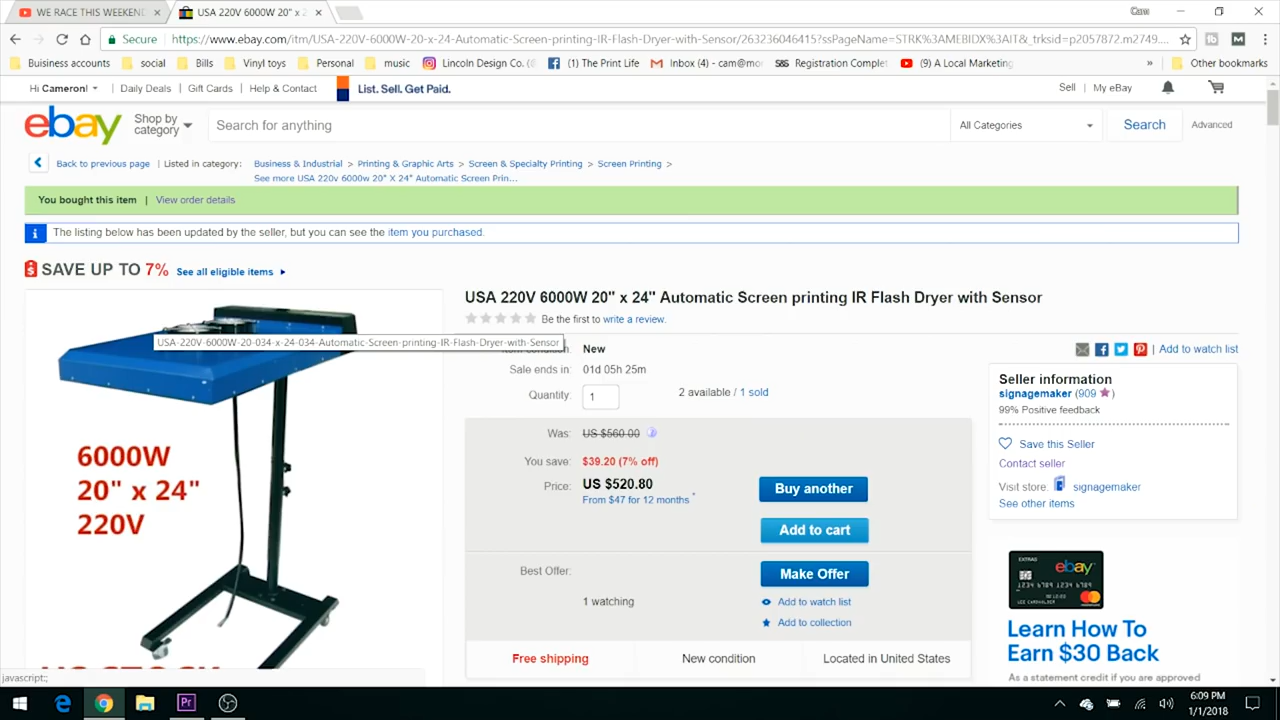 WE RACE THIS WEEKEND
USA 220V 6000W 20" x 2
Cam
Secure
https://www.ebay.com/itm/USA-220V-6000W-20-x-24-Automatic-Screen-printing-IR-Flash-Dryer-with-Sensor/263236046415?ssPageName=STRK%3AMEBIDX%3AIT&_trksid=p2057872.m2749....
Business accounts
social
Bills
Vinyl toys
Personal
music
Lincoln Design Co. (
(1) The Print Life
Inbox (4) - cam@mo
Registration Complet
(9) A Local Marketing
»
Other bookmarks
Hi Cameron!
Daily Deals
Gift Cards
Help & Contact
List. Sell. Get Paid.
Sell
My eBay
ebay
Shop by
category
Search for anything
All Categories
Search
Advanced
Back to previous page
Listed in category:
Business & Industrial > Printing & Graphic Arts > Screen & Specialty Printing > Screen Printing >
See more USA 220v 6000w 20" X 24" Automatic Screen Prin...
You bought this item | View order details
The listing below has been updated by the seller, but you can see the item you purchased.
SAVE UP TO 7% See all eligible items
USA 220V 6000W 20" x 24" Automatic Screen printing IR Flash Dryer with Sensor
Be the first to write a review.
USA-220V-6000W-20-034-x-24-034-Automatic-Screen-printing-IR-Flash-Dryer-with-Sensor
New
Add to watch list
Sale ends in: 01d 05h 25m
Quantity: 1
2 available / 1 sold
Was: US $560.00
You save: $39.20 (7% off)
Price: US $520.80
From $47 for 12 months *
Buy another
Add to cart
Best Offer:
Make Offer
1 watching
Add to watch list
Add to collection
Free shipping
New condition
Located in United States
6000W
20" x 24"
220V
Seller information
signagemaker (909 )
99% Positive feedback
Save this Seller
Contact seller
Visit store: signagemaker
See other items
EXTRAS
ebay
Learn How To
Earn $30 Back
As a statement credit if you are approved
javascript:;
Pr
6:09 PM
1/1/2018